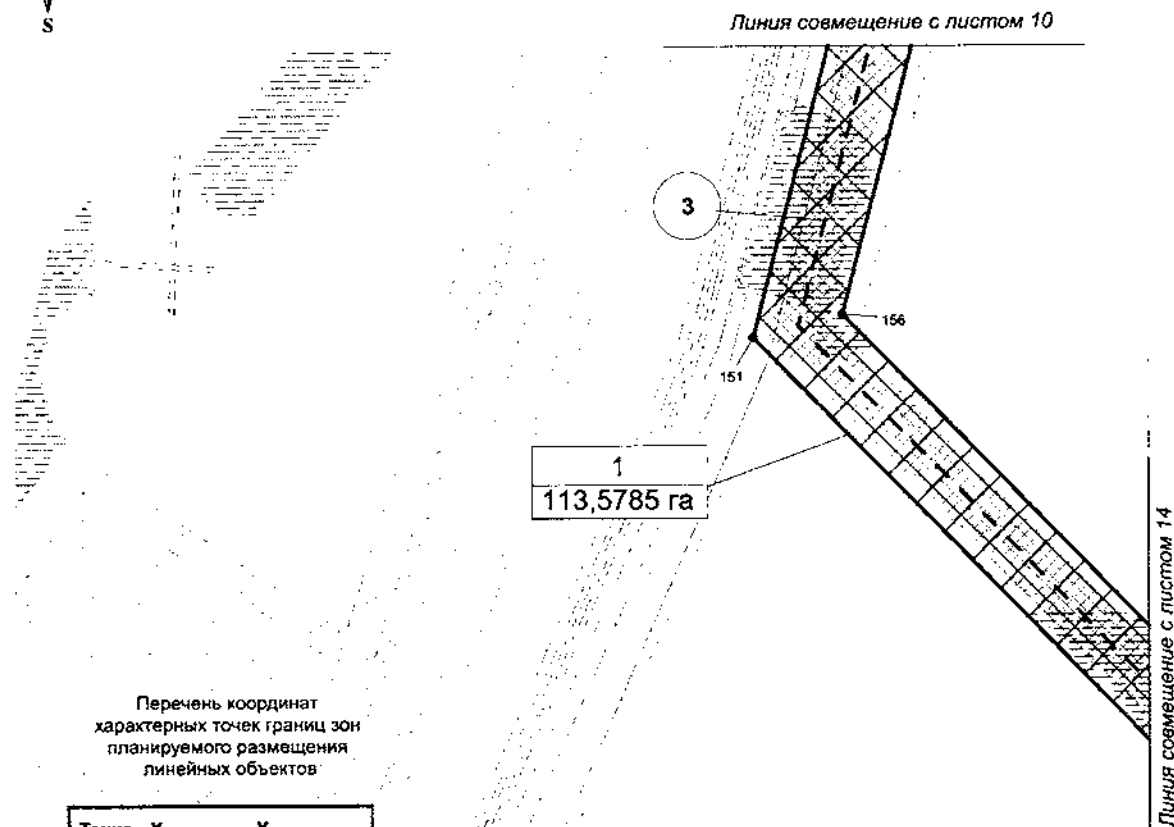 S
Линия совмещение с листом 10
3
156
151
1
113,5785 га
Линия совмещение с листом 14
Перечень координат
характерных точек границ зон
планируемого размещения
линейных объектов